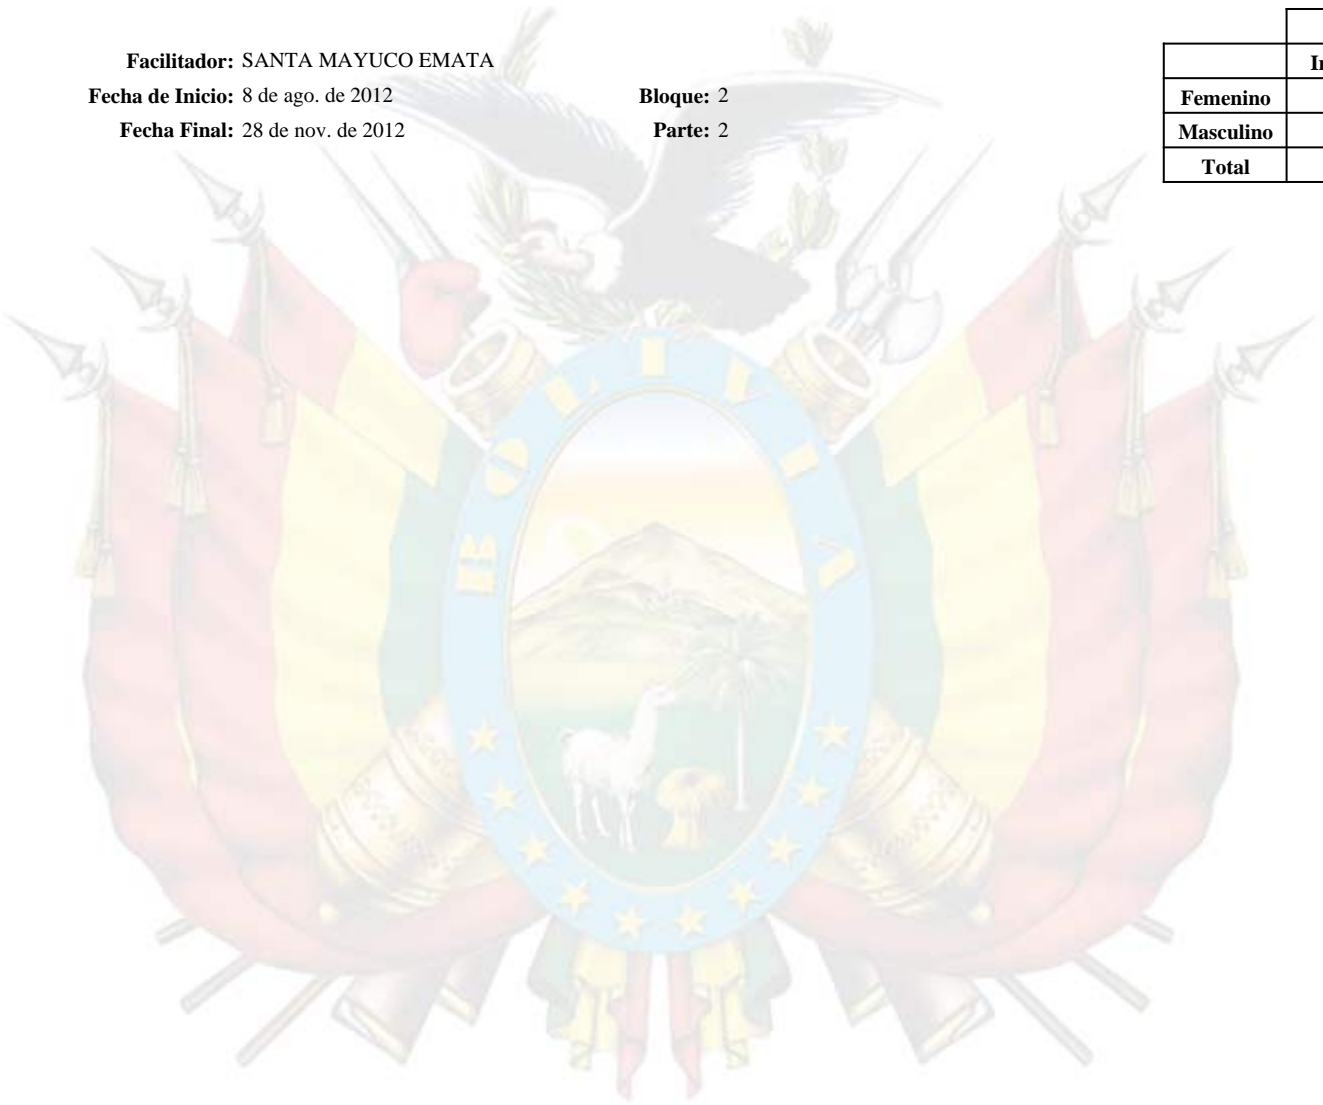 Facilitador: SANTA MAYUCO EMATA
Fecha de Inicio: 8 de ago. de 2012 Bloque: 2
Fecha Final: 28 de nov. de 2012 Parte: 2
Femenino
Masculino
Total
BOLIVIA